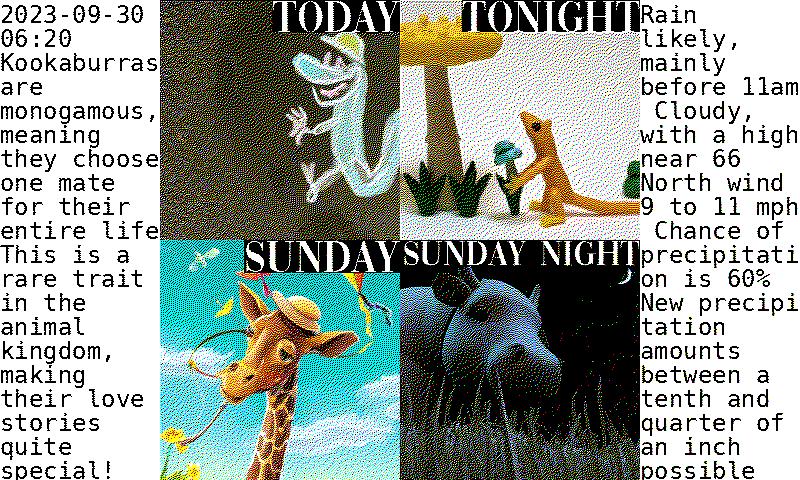 2023-09-30
06:20
Kookaburras
are
monogamous,
meaning
they choose
one mate
for their
entire life
This is a
rare trait
in the
animal
kingdom,
making
their love
stories
quite
special!
TODAY
TONIGHT
SUNDAY
SUNDAY NIGHT
Rain
likely,
mainly
before 11am
Cloudy,
with a high
near 66
North wind
9 to 11 mph
Chance of
precipitati
on is 60%
New precipi
tation
amounts
between a
tenth and
quarter of
an inch
possible